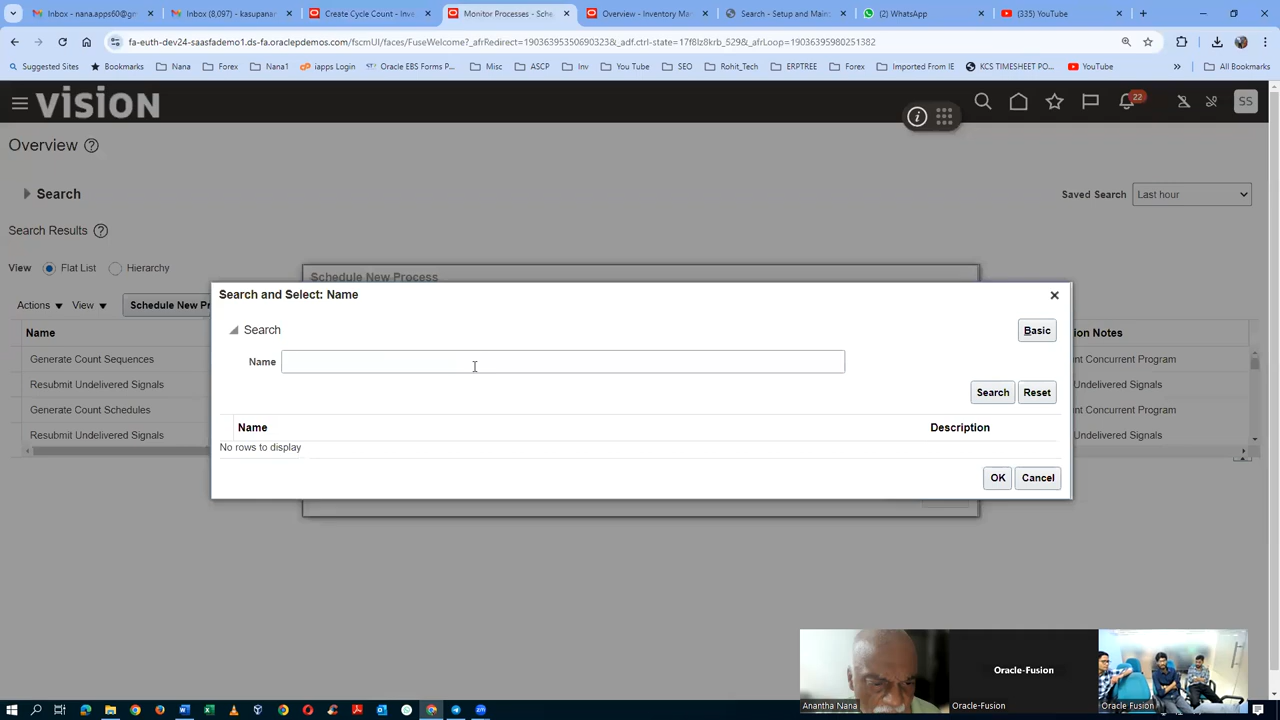 Inbox - nana.apps60@gm
Inbox (8,097) - kasupanan
Create Cycle Count - Inve
Monitor Processes - Sche
Overview - Inventory Man
Search - Setup and Maint
(2) WhatsApp
(335) YouTube
fa-euth-dev24-saasfademo1.ds-fa.oraclepdemos.com/fscmUI/faces/FuseWelcome?_afrRedirect=19036395350690323&_adf.ctrl-state=17f8lz8krb_529&_afrLoop=19036395980251382
Suggested Sites
Bookmarks
Nana
Forex
Nana1
iapps Login
Oracle EBS Forms P...
Misc
ASCP
Inv
You Tube
SEO
Rohi_Tech
ERPTREE
Forex
Imported From IE
KCS TIMESHEET PO...
YouTube
All Bookmarks
vision
22
SS
Overview
Search
Saved Search
Last hour
Search Results
View
Flat List
Hierarchy
Schedule New Process
Actions
View
Schedule New Pr
Search and Select: Name
Search
Basic
Name
Search
Reset
Name
Description
No rows to display
OK
Cancel
Name
ion Notes
Generate Count Sequences
nt Concurrent Program
Resubmit Undelivered Signals
Undelivered Signals
Generate Count Schedules
nt Concurrent Program
Resubmit Undelivered Signals
Undelivered Signals
Anantha Nana
Oracle-Fusion
Oracle-Fusion
Oracle Fusion